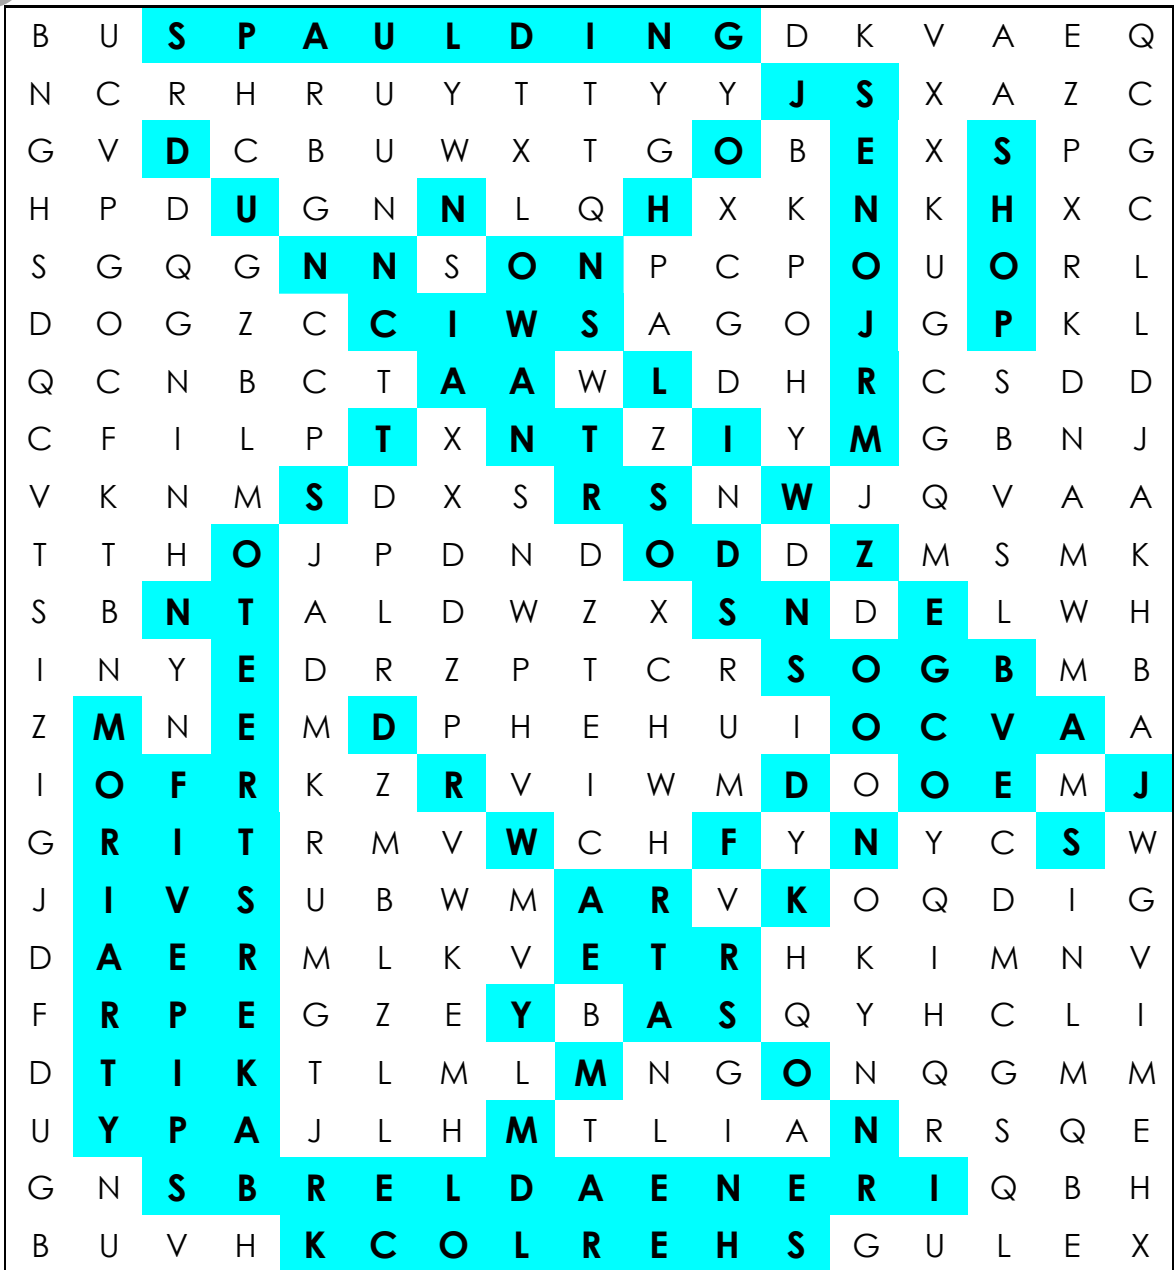 B U S P A U L D I N G D K V A E Q
N C R H R U Y T T Y Y J S X A Z C
G V D C B U W X T G O B E X S P G
H P D U G N N L Q H X K N K H X C
S G Q G N N S O N P C P O U O R L
D O G Z C C I W S A G O J G P K L
Q C N B C T A A W L D H R C S D D
C F I L P T X N T Z I Y M G B N J
V K N M S D X S R S N W J Q V A A
T T H O J P D N D O D D Z M S M K
S B N T A L D W Z X S N D E L W H
I N Y E D R Z P T C R S O G B M B
Z M N E M D P H E H U I O C V A A
I O F R K Z R V I W M D O O E M J
G R I T R M V W C H F Y N Y C S W
J I V S U B W M A R V K O Q D I G
D A E R M L K V E T R H K I M N V
F R P E G Z E Y B A S Q Y H C L I
D T I K T L M L M N G O N Q G M M
U Y P A J L H M T L I A N R S Q E
G N S B R E L D A E N E R I Q B H
B U V H K C O L R E H S G U L E X